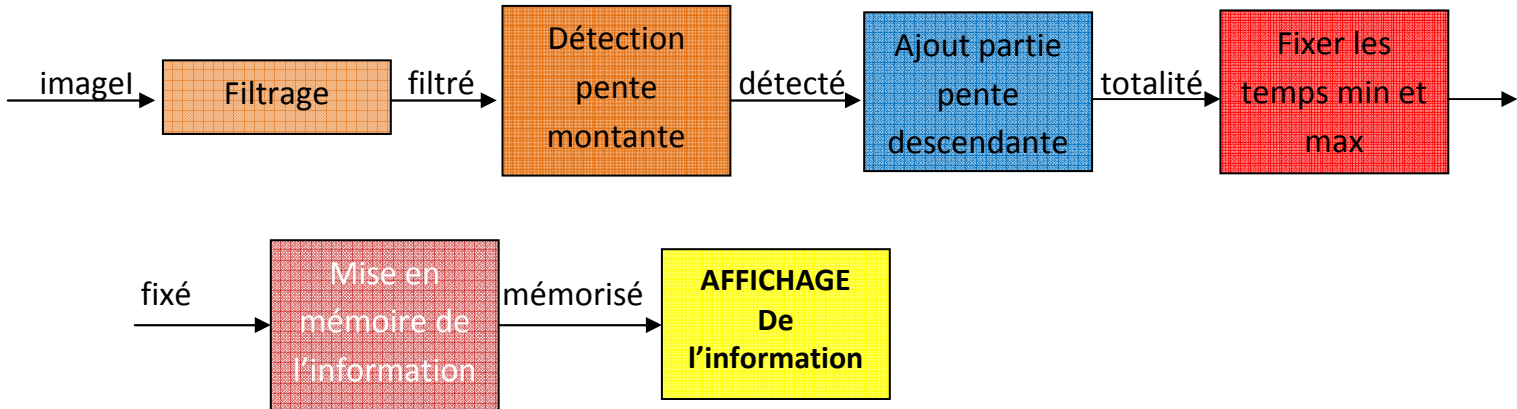 imageI
Filtrage
filtré
Détection
pente
montante
détecté
Ajout partie
pente
descendante
totalité
Fixer les
temps min et
max
fixé
Mise en
mémoire de
l’information
mémorisé
AFFICHAGE
De
l’information